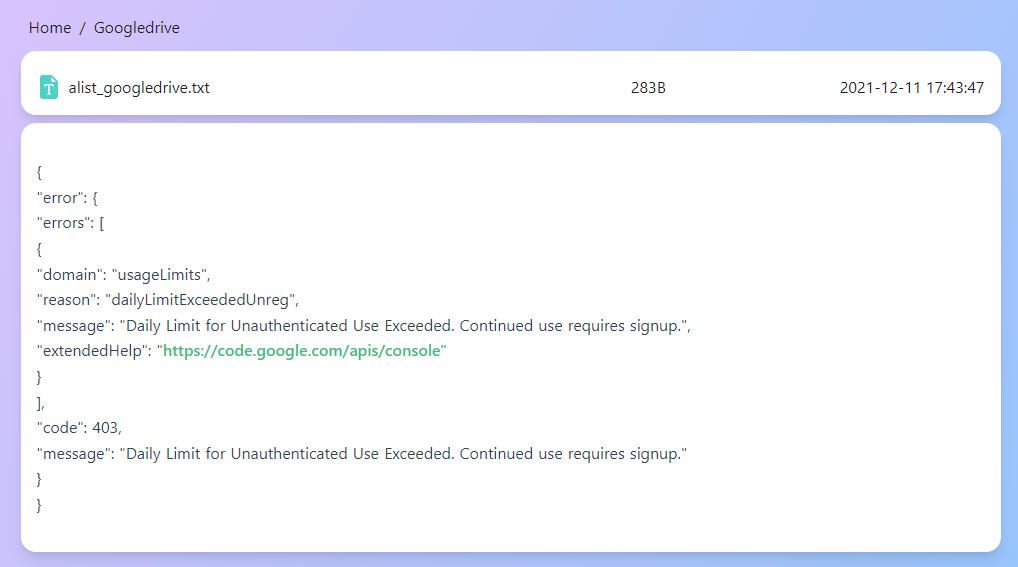 Home / Googledrive
alist_googledrive.txt 283B 2021-12-11 17:43:47
{
"error": {
"errors": [
{
"domain": "usageLimits",
"reason": "dailyLimitExceededUnreg",
"message": "Daily Limit for Unauthenticated Use Exceeded. Continued use requires signup.",
"extendedHelp": "https://code.google.com/apis/console"
}
],
"code": 403,
"message": "Daily Limit for Unauthenticated Use Exceeded. Continued use requires signup."
}
}